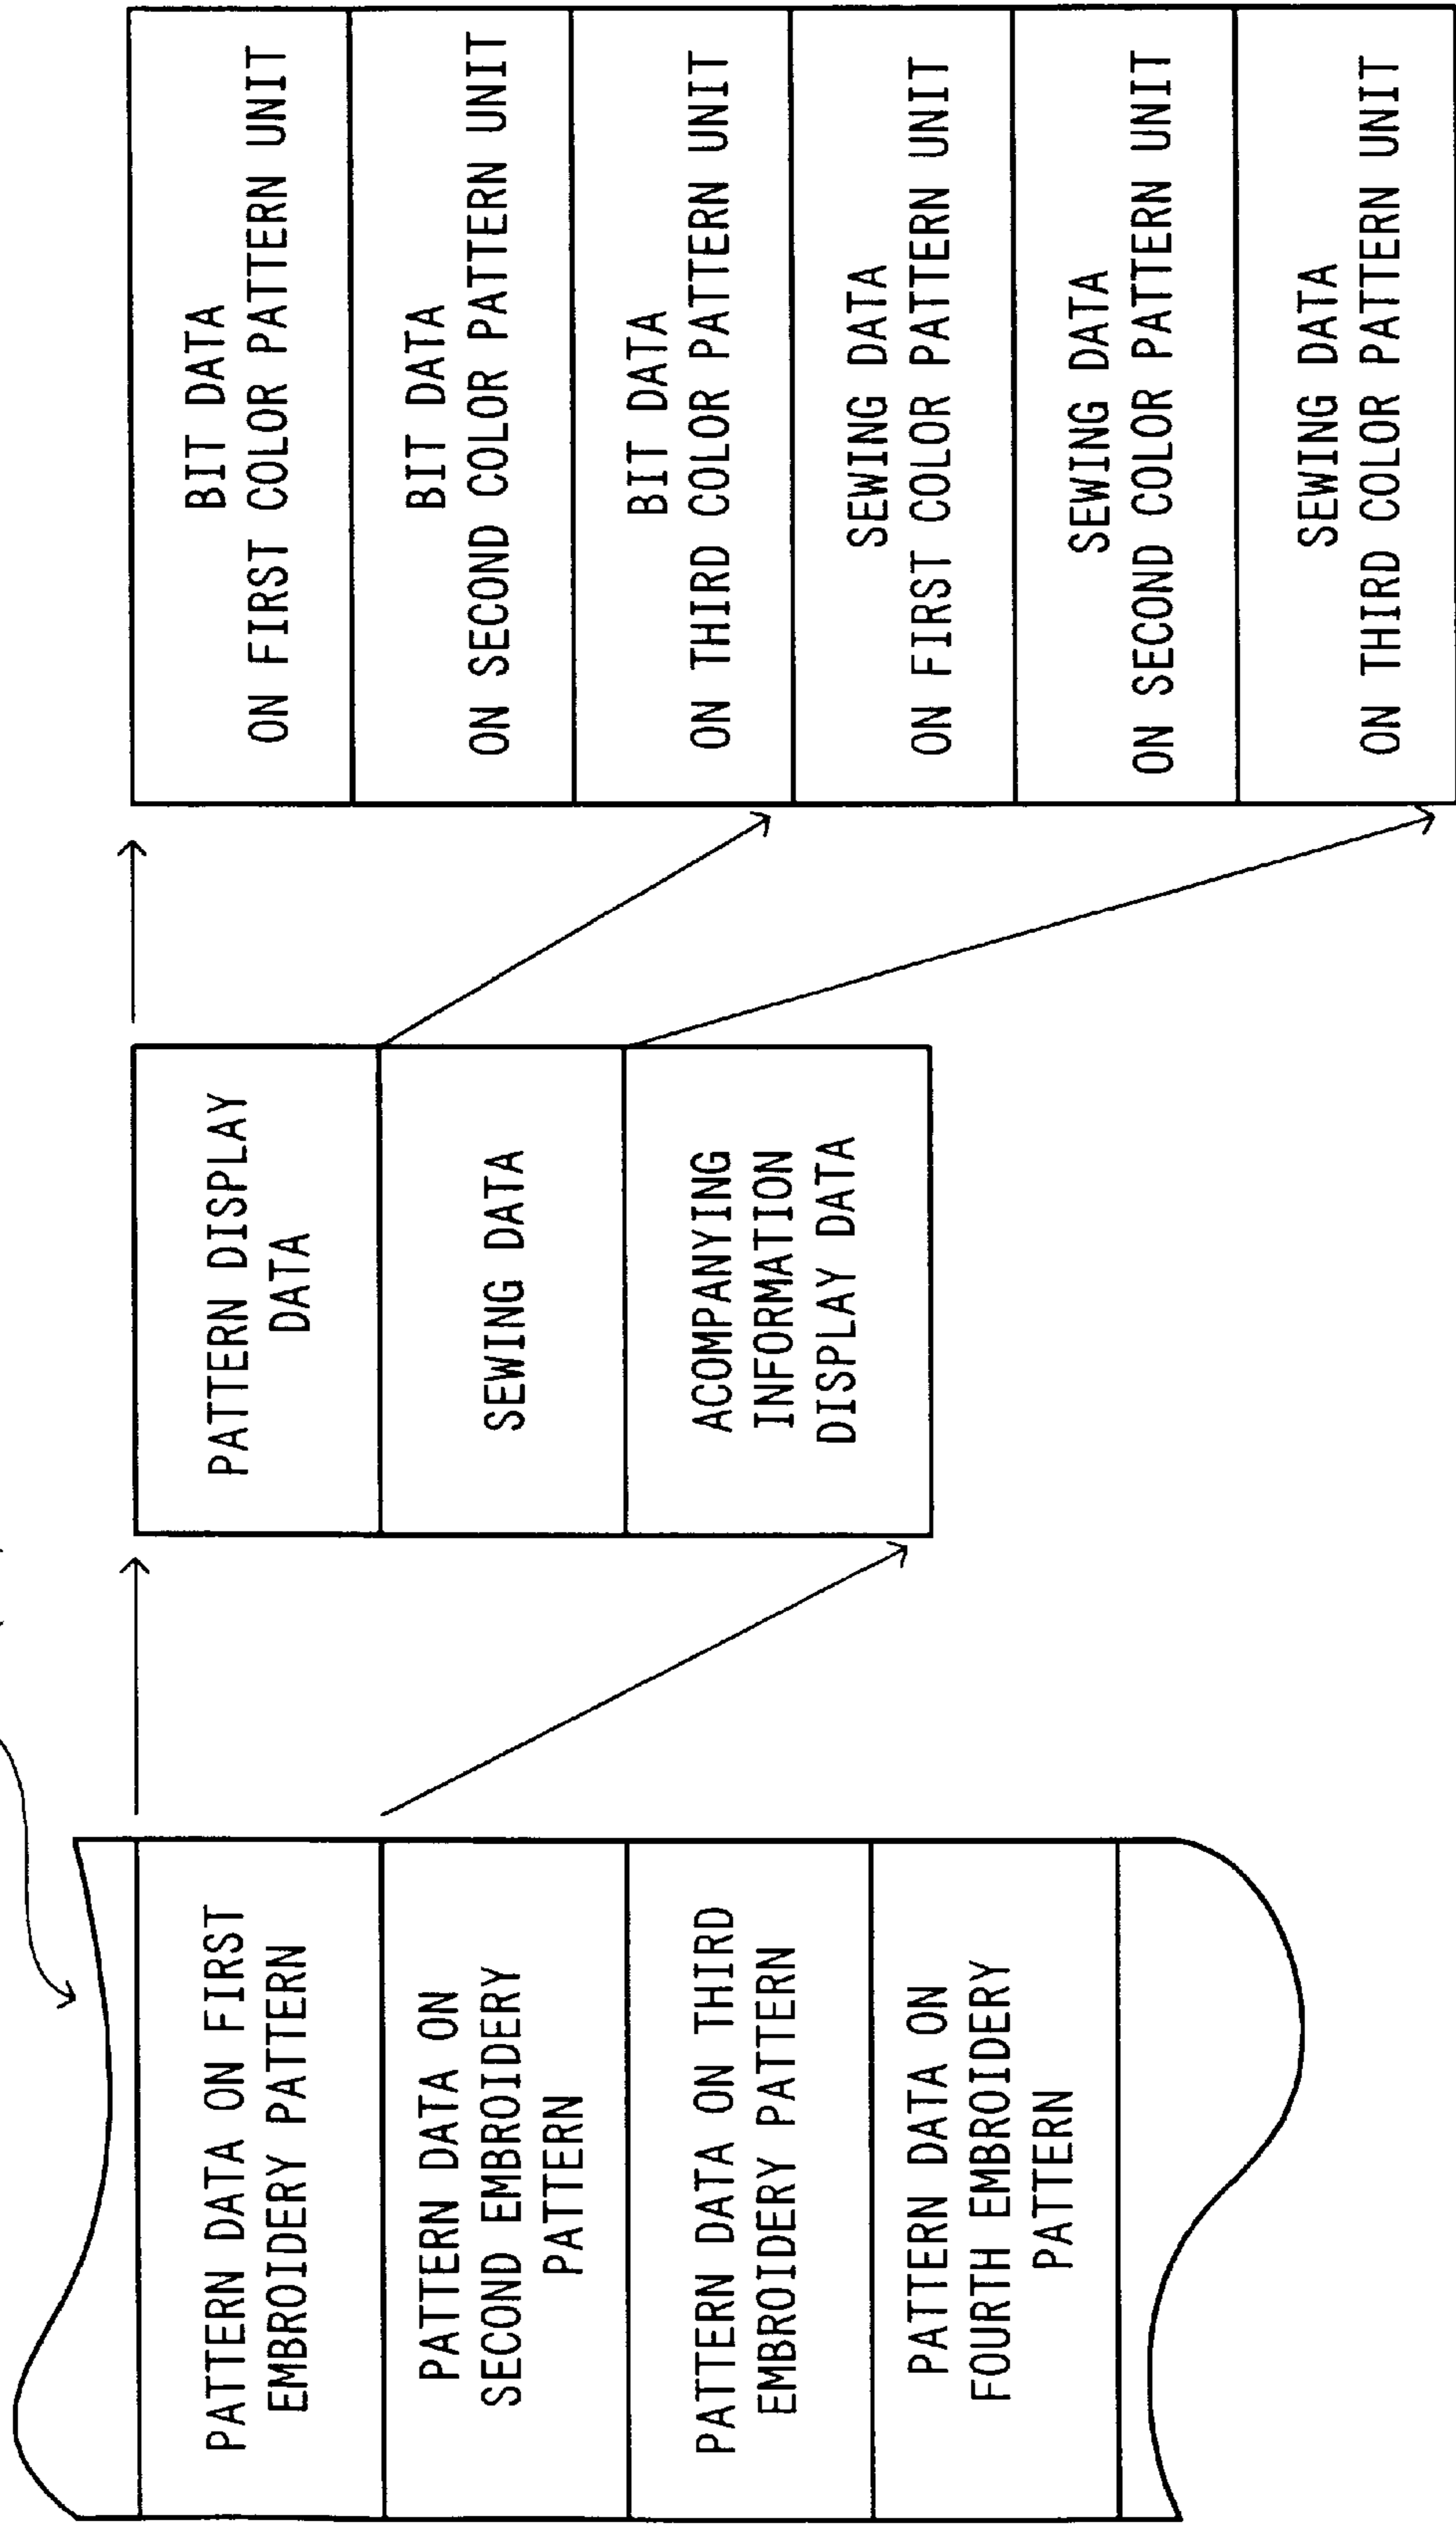 PATTERN DATA ON FIRST
EMBROIDERY PATTERN
PATTERN DATA ON
SECOND EMBROIDERY
PATTERN
PATTERN DATA ON THIRD
EMBROIDERY PATTERN
PATTERN DATA ON
FOURTH EMBROIDERY
PATTERN
PATTERN DISPLAY
DATA
SEWING DATA
ACOMPANYING
INFORMATION
DISPLAY DATA
BIT DATA
ON FIRST COLOR PATTERN UNIT
BIT DATA
ON SECOND COLOR PATTERN UNIT
BIT DATA
ON THIRD COLOR PATTERN UNIT
SEWING DATA
ON FIRST COLOR PATTERN UNIT
SEWING DATA
ON SECOND COLOR PATTERN UNIT
SEWING DATA
ON THIRD COLOR PATTERN UNIT